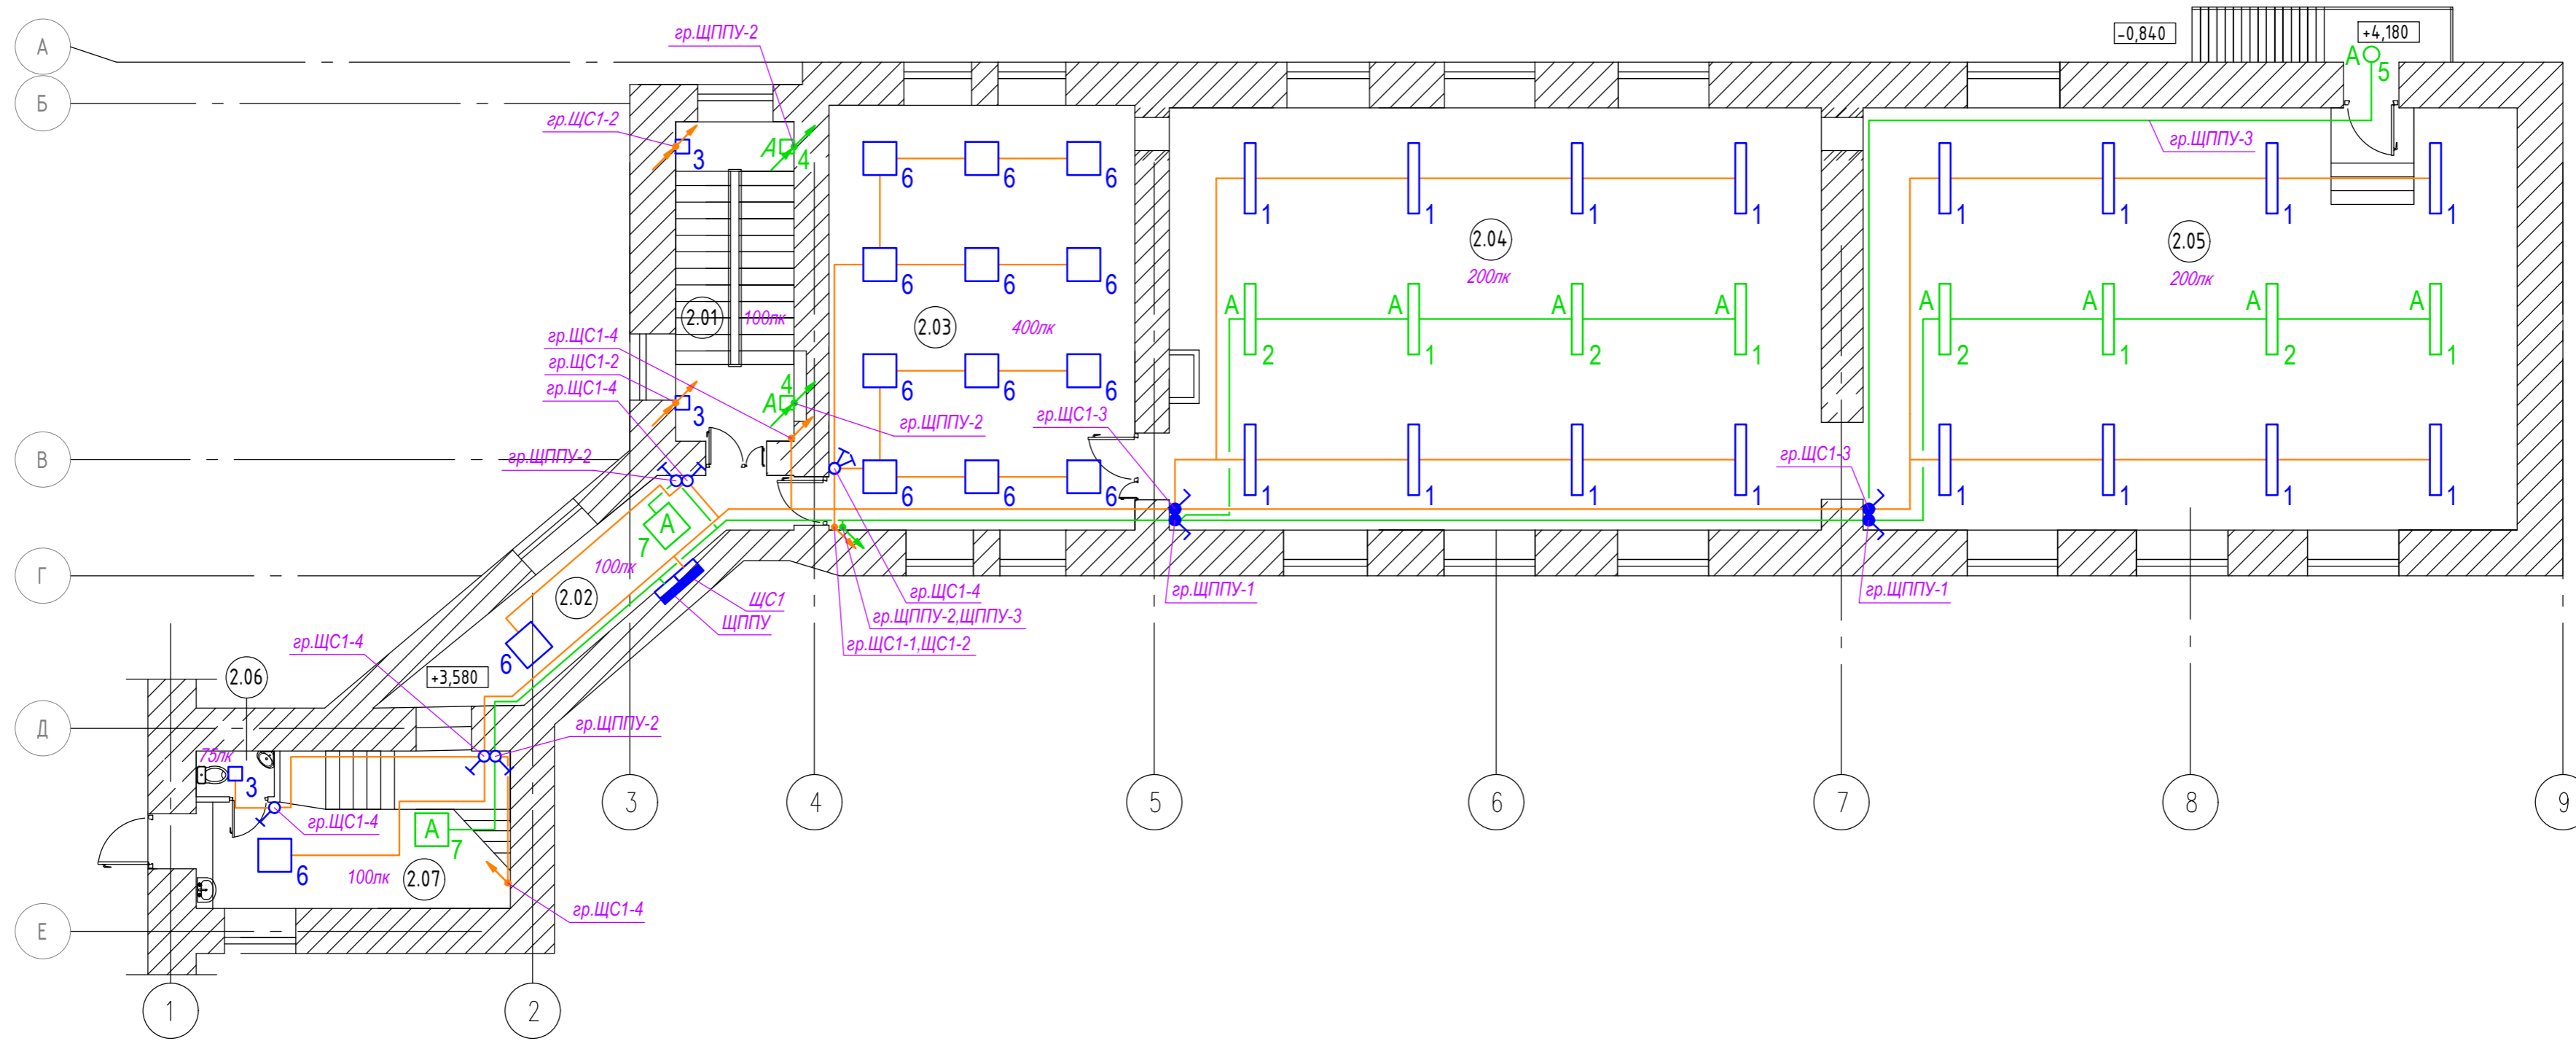 А
Б
В
Г
Д
Е
1
2
3
4
5
6
7
8
9
-0,840
+4,180
А
5
гр.ЩППУ-3
гр.ЩППУ-2
гр.ЩС1-2
3
А
4
2.01
100лк
гр.ЩС1-4
гр.ЩС1-2
гр.ЩС1-4
3
4
А
гр.ЩППУ-2
гр.ЩППУ-2
6
6
6
6
6
6
2.03
400лк
6
6
6
6
6
6
гр.ЩС1-3
1
1
1
1
2.04
200лк
А
А
А
А
2
1
2
1
1
1
1
1
гр.ЩС1-3
1
1
1
1
2.05
200лк
А
А
А
А
2
1
2
1
1
1
1
1
гр.ЩППУ-1
гр.ЩППУ-1
А
7
100лк
2.02
ЩС1
ЩППУ
гр.ЩС1-4
гр.ЩППУ-2,ЩППУ-3
гр.ЩС1-1,ЩС1-2
6
+3,580
гр.ЩС1-4
гр.ЩППУ-2
2.06
75лк
3
гр.ЩС1-4
А
7
6
100лк
2.07
гр.ЩС1-4